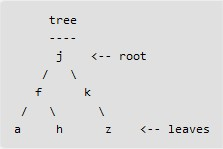 tree
----
j <-- root
/ \
f k
/ \ \
a h z <-- leaves